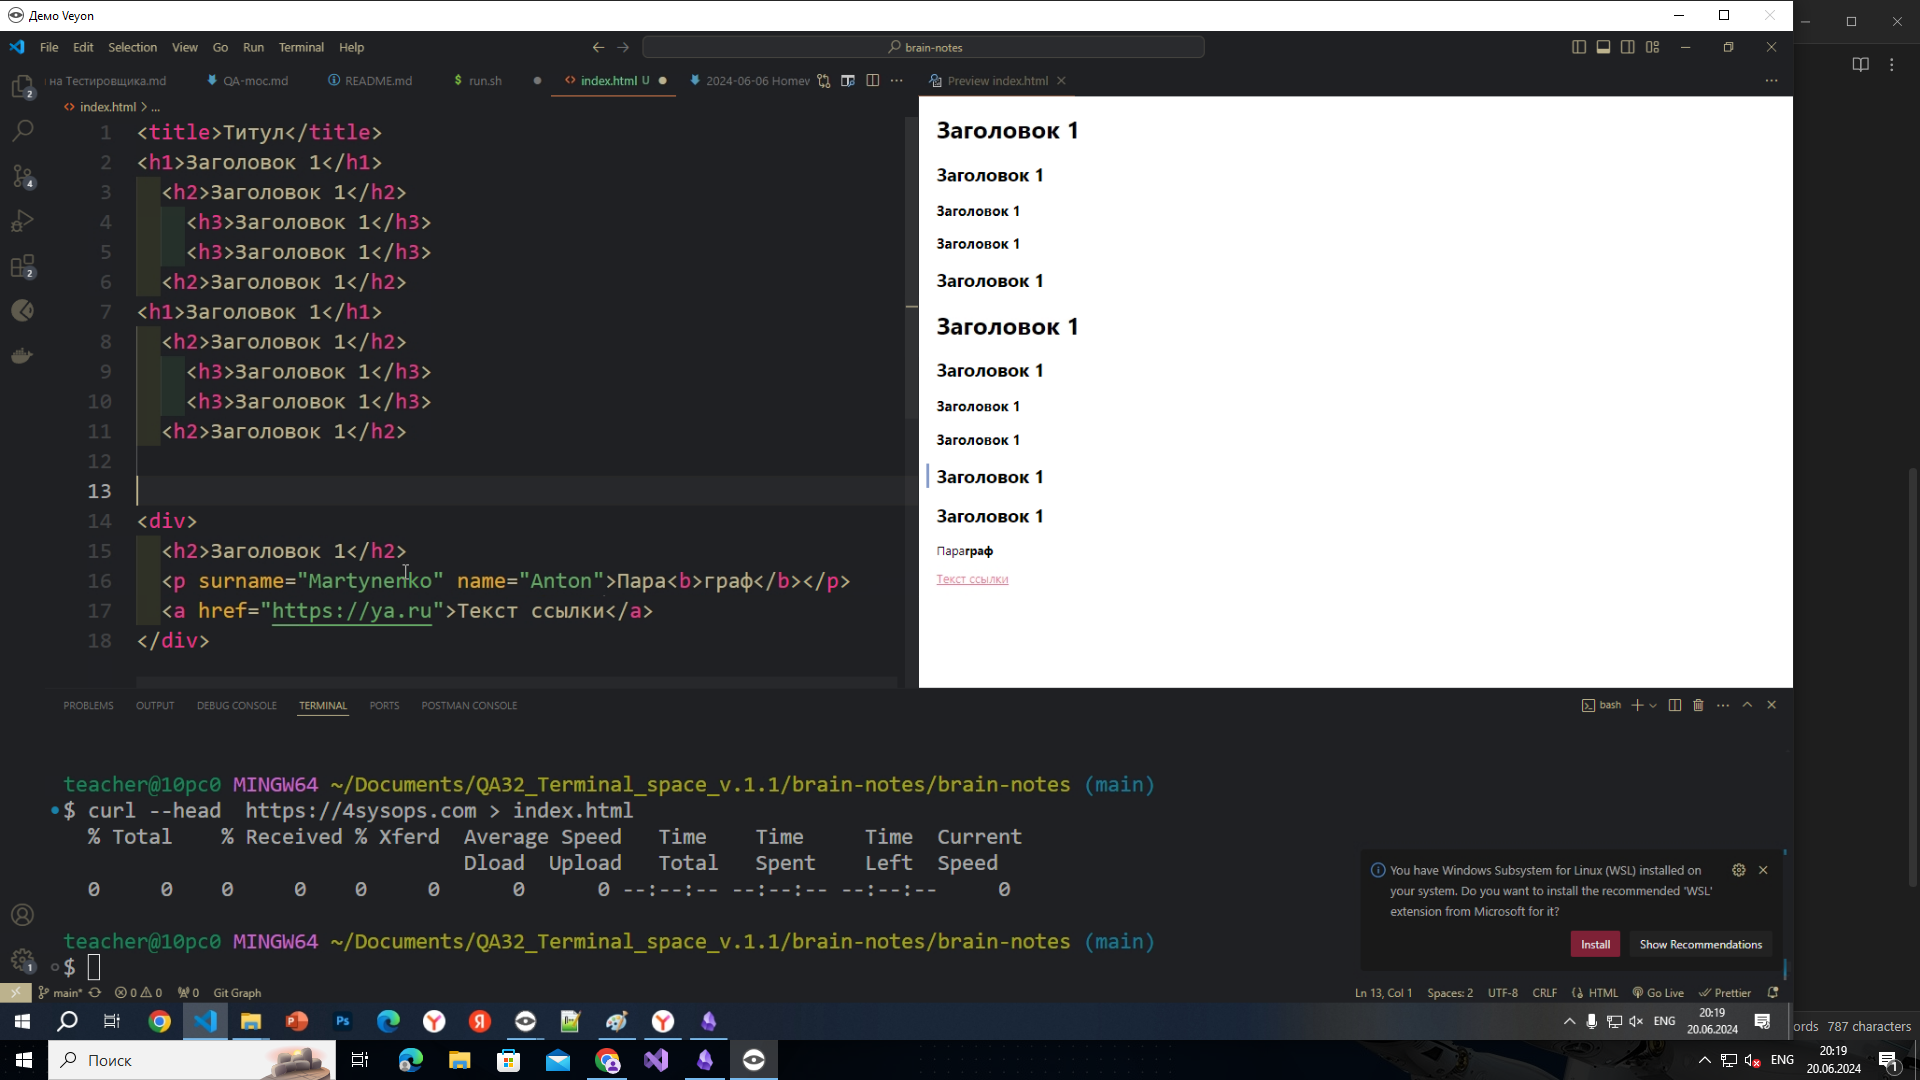 Демо Veyon
File Edit Selection View Go Run Terminal Help
brain-notes
на Тестировщика.md
QA-moc.md
README.md
run.sh
index.html U
2024-06-06 Homew
Preview index.html
index.html > ...
1 <title>Титул</title>
2 <h1>Заголовок 1</h1>
3 <h2>Заголовок 1</h2>
4 <h3>Заголовок 1</h3>
5 <h3>Заголовок 1</h3>
6 <h2>Заголовок 1</h2>
7 <h1>Заголовок 1</h1>
8 <h2>Заголовок 1</h2>
9 <h3>Заголовок 1</h3>
10 <h3>Заголовок 1</h3>
11 <h2>Заголовок 1</h2>
12
13
14 <div>
15 <h2>Заголовок 1</h2>
16 <p surname="Martynenko" name="Anton">Пара<b>граф</b></p>
17 <a href="https://ya.ru">Текст ссылки</a>
18 </div>
Заголовок 1
Заголовок 1
Заголовок 1
Заголовок 1
Заголовок 1
Заголовок 1
Заголовок 1
Заголовок 1
Заголовок 1
Заголовок 1
Заголовок 1
Параграф
Текст ссылки
PROBLEMS OUTPUT DEBUG CONSOLE TERMINAL PORTS POSTMAN CONSOLE
bash
teacher@10pc0 MINGW64 ~/Documents/QA32_Terminal_space_v.1.1/brain-notes/brain-notes (main)
$ curl --head  https://4sysops.com > index.html
% Total % Received % Xferd Average Speed Time Time Time Current
Dload Upload Total Spent Left Speed
0 0 0 0 0 0 0 0 --:--:-- --:--:-- --:--:-- 0
teacher@10pc0 MINGW64 ~/Documents/QA32_Terminal_space_v.1.1/brain-notes/brain-notes (main)
$
You have Windows Subsystem for Linux (WSL) installed on
your system. Do you want to install the recommended 'WSL'
extension from Microsoft for it?
Install
Show Recommendations
main* 0 0 0 Git Graph
Ln 13, Col 1 Spaces: 2 UTF-8 CRLF HTML Go Live Prettier
ENG
20:19
20.06.2024
ords 787 characters
Поиск
ENG
20:19
20.06.2024
1